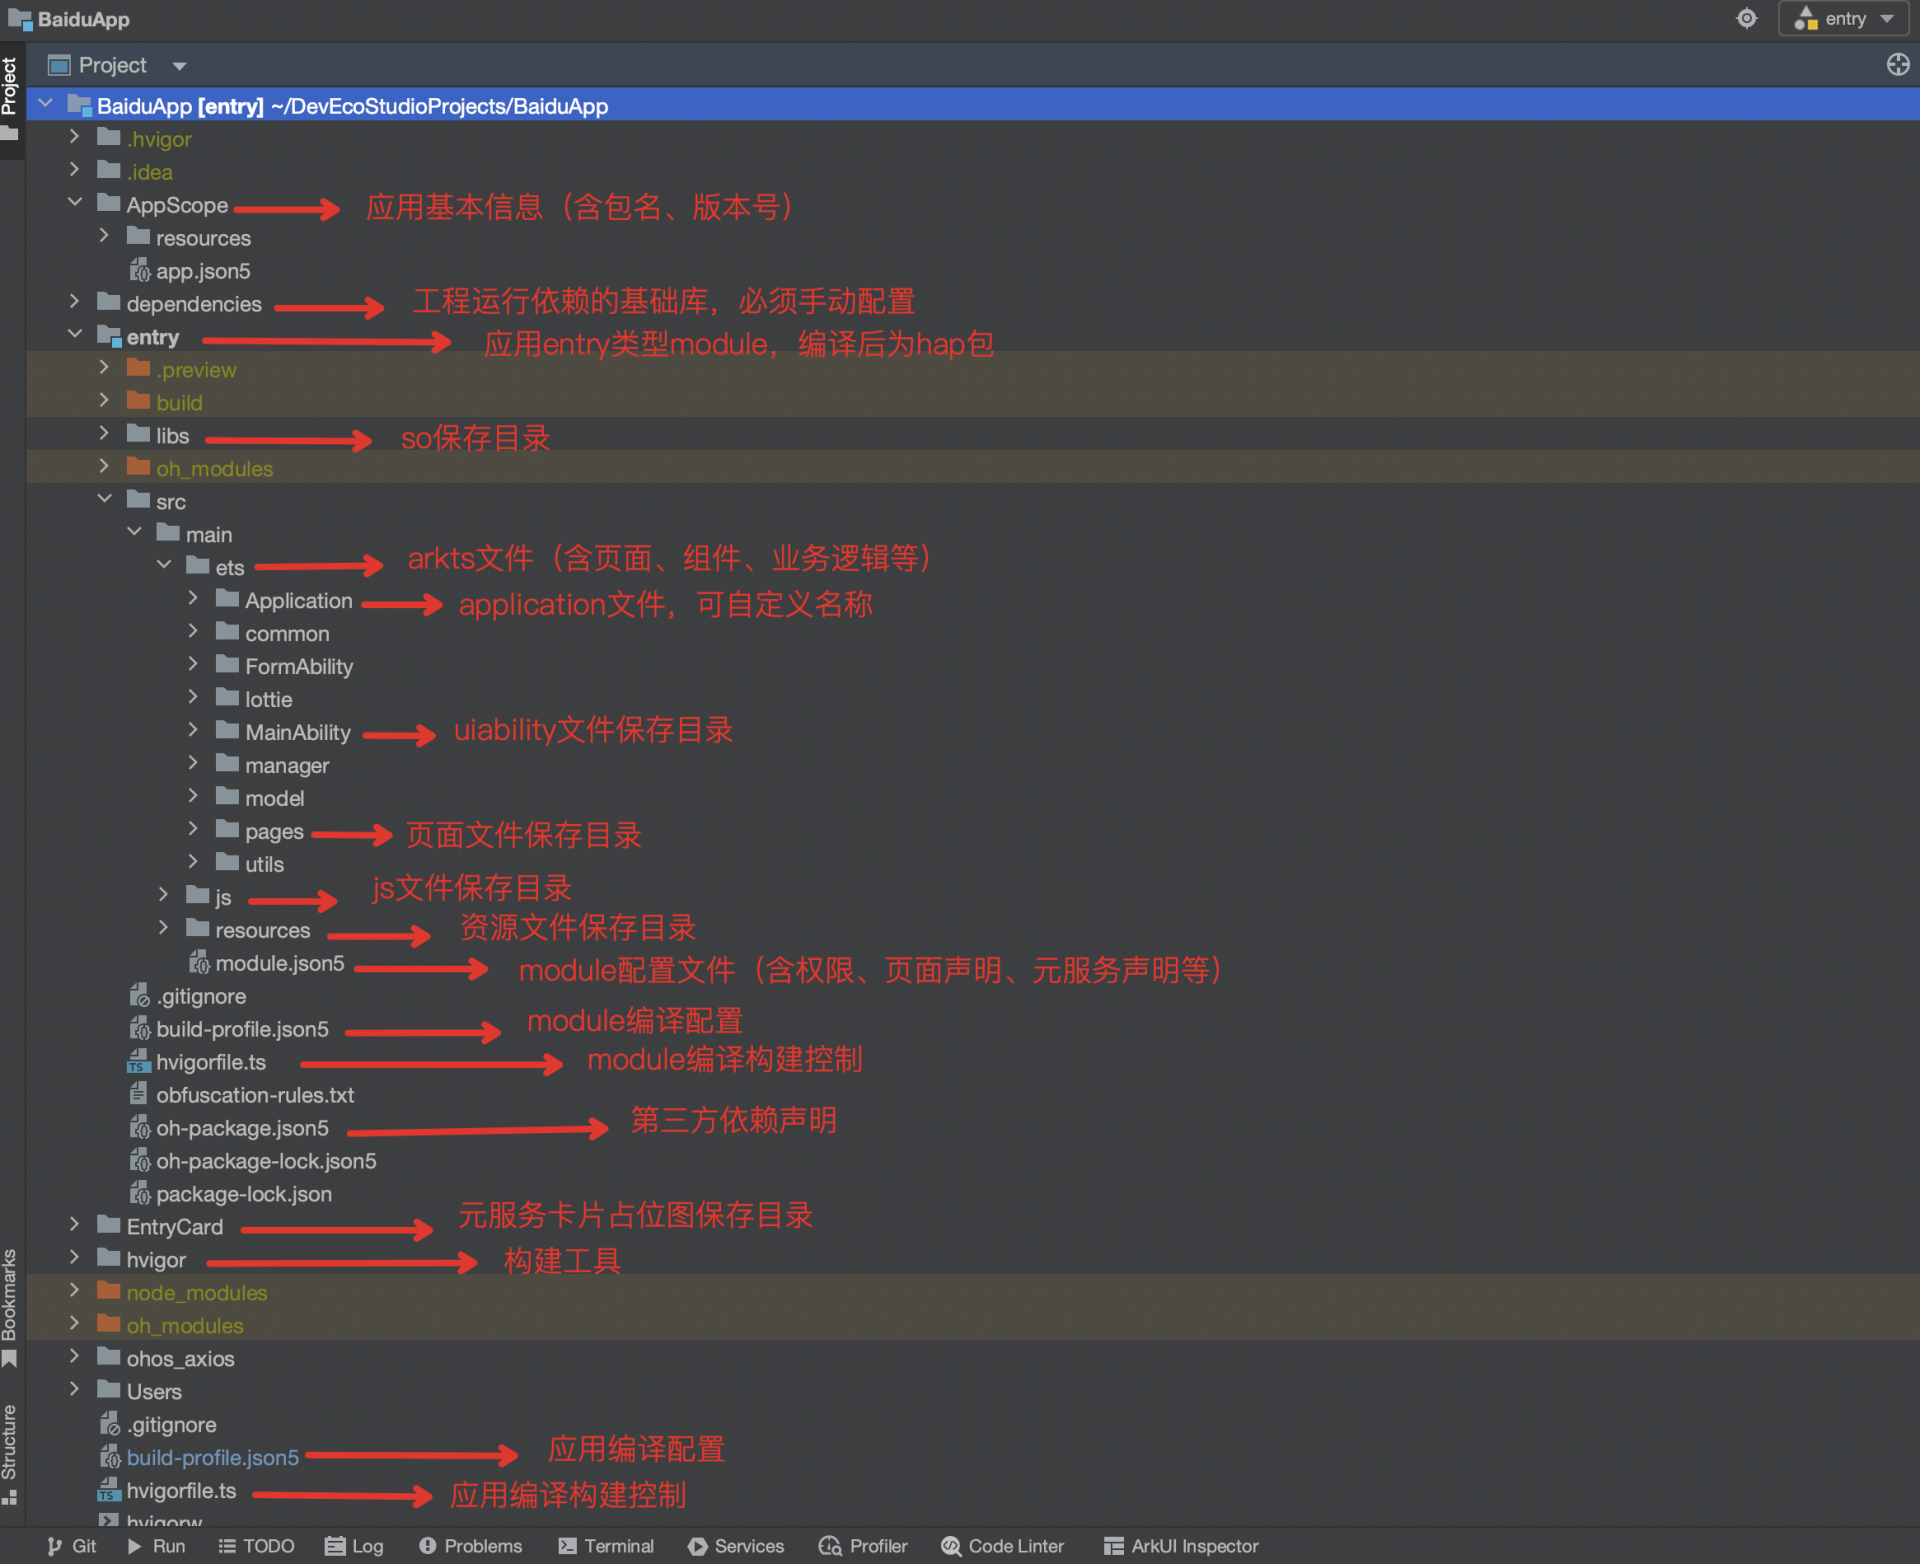 BaiduApp
entry
Project
Project
BaiduApp [entry] ~/DevEcoStudioProjects/BaiduApp
.hvigor
.idea
AppScope 应用基本信息（含包名、版本号）
resources
app.json5
dependencies 工程运行依赖的基础库，必须手动配置
entry 应用entry类型module，编译后为hap包
.preview
build
libs so保存目录
oh_modules
src
main
ets arkts文件（含页面、组件、业务逻辑等）
Application application文件，可自定义名称
common
FormAbility
lottie
MainAbility uiability文件保存目录
manager
model
pages 页面文件保存目录
utils
js js文件保存目录
resources 资源文件保存目录
module.json5 module配置文件（含权限、页面声明、元服务声明等）
.gitignore
build-profile.json5 module编译配置
hvigorfile.ts module编译构建控制
obfuscation-rules.txt
oh-package.json5 第三方依赖声明
oh-package-lock.json5
package-lock.json
EntryCard 元服务卡片占位图保存目录
hvigor 构建工具
node_modules
oh_modules
ohos_axios
Users
.gitignore
build-profile.json5 应用编译配置
hvigorfile.ts 应用编译构建控制
hvigorw
Bookmarks
Structure
Git Run TODO Log Problems Terminal Services Profiler Code Linter ArkUI Inspector